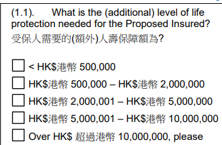 (1.1). What is the (additional) level of life
protection needed for the Proposed Insured?
受保人需要的(額外)人壽保障額為?
< HK$港幣 500,000
HK$港幣 500,000 – HK$港幣 2,000,000
HK$港幣 2,000,001 – HK$港幣 5,000,000
HK$港幣 5,000,001 – HK$港幣 10,000,000
Over HK$ 超過港幣 10,000,000, please